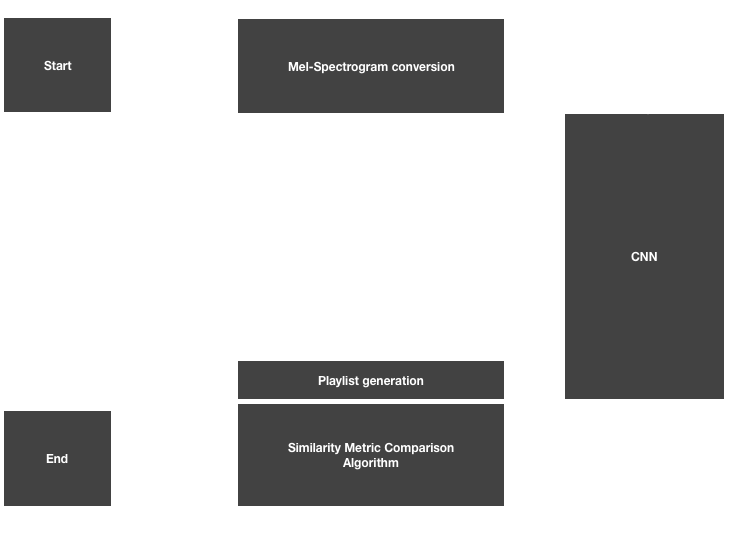 Start
Mel-Spectrogram conversion
CNN
Playlist generation
Similarity Metric Comparison
Algorithm
End